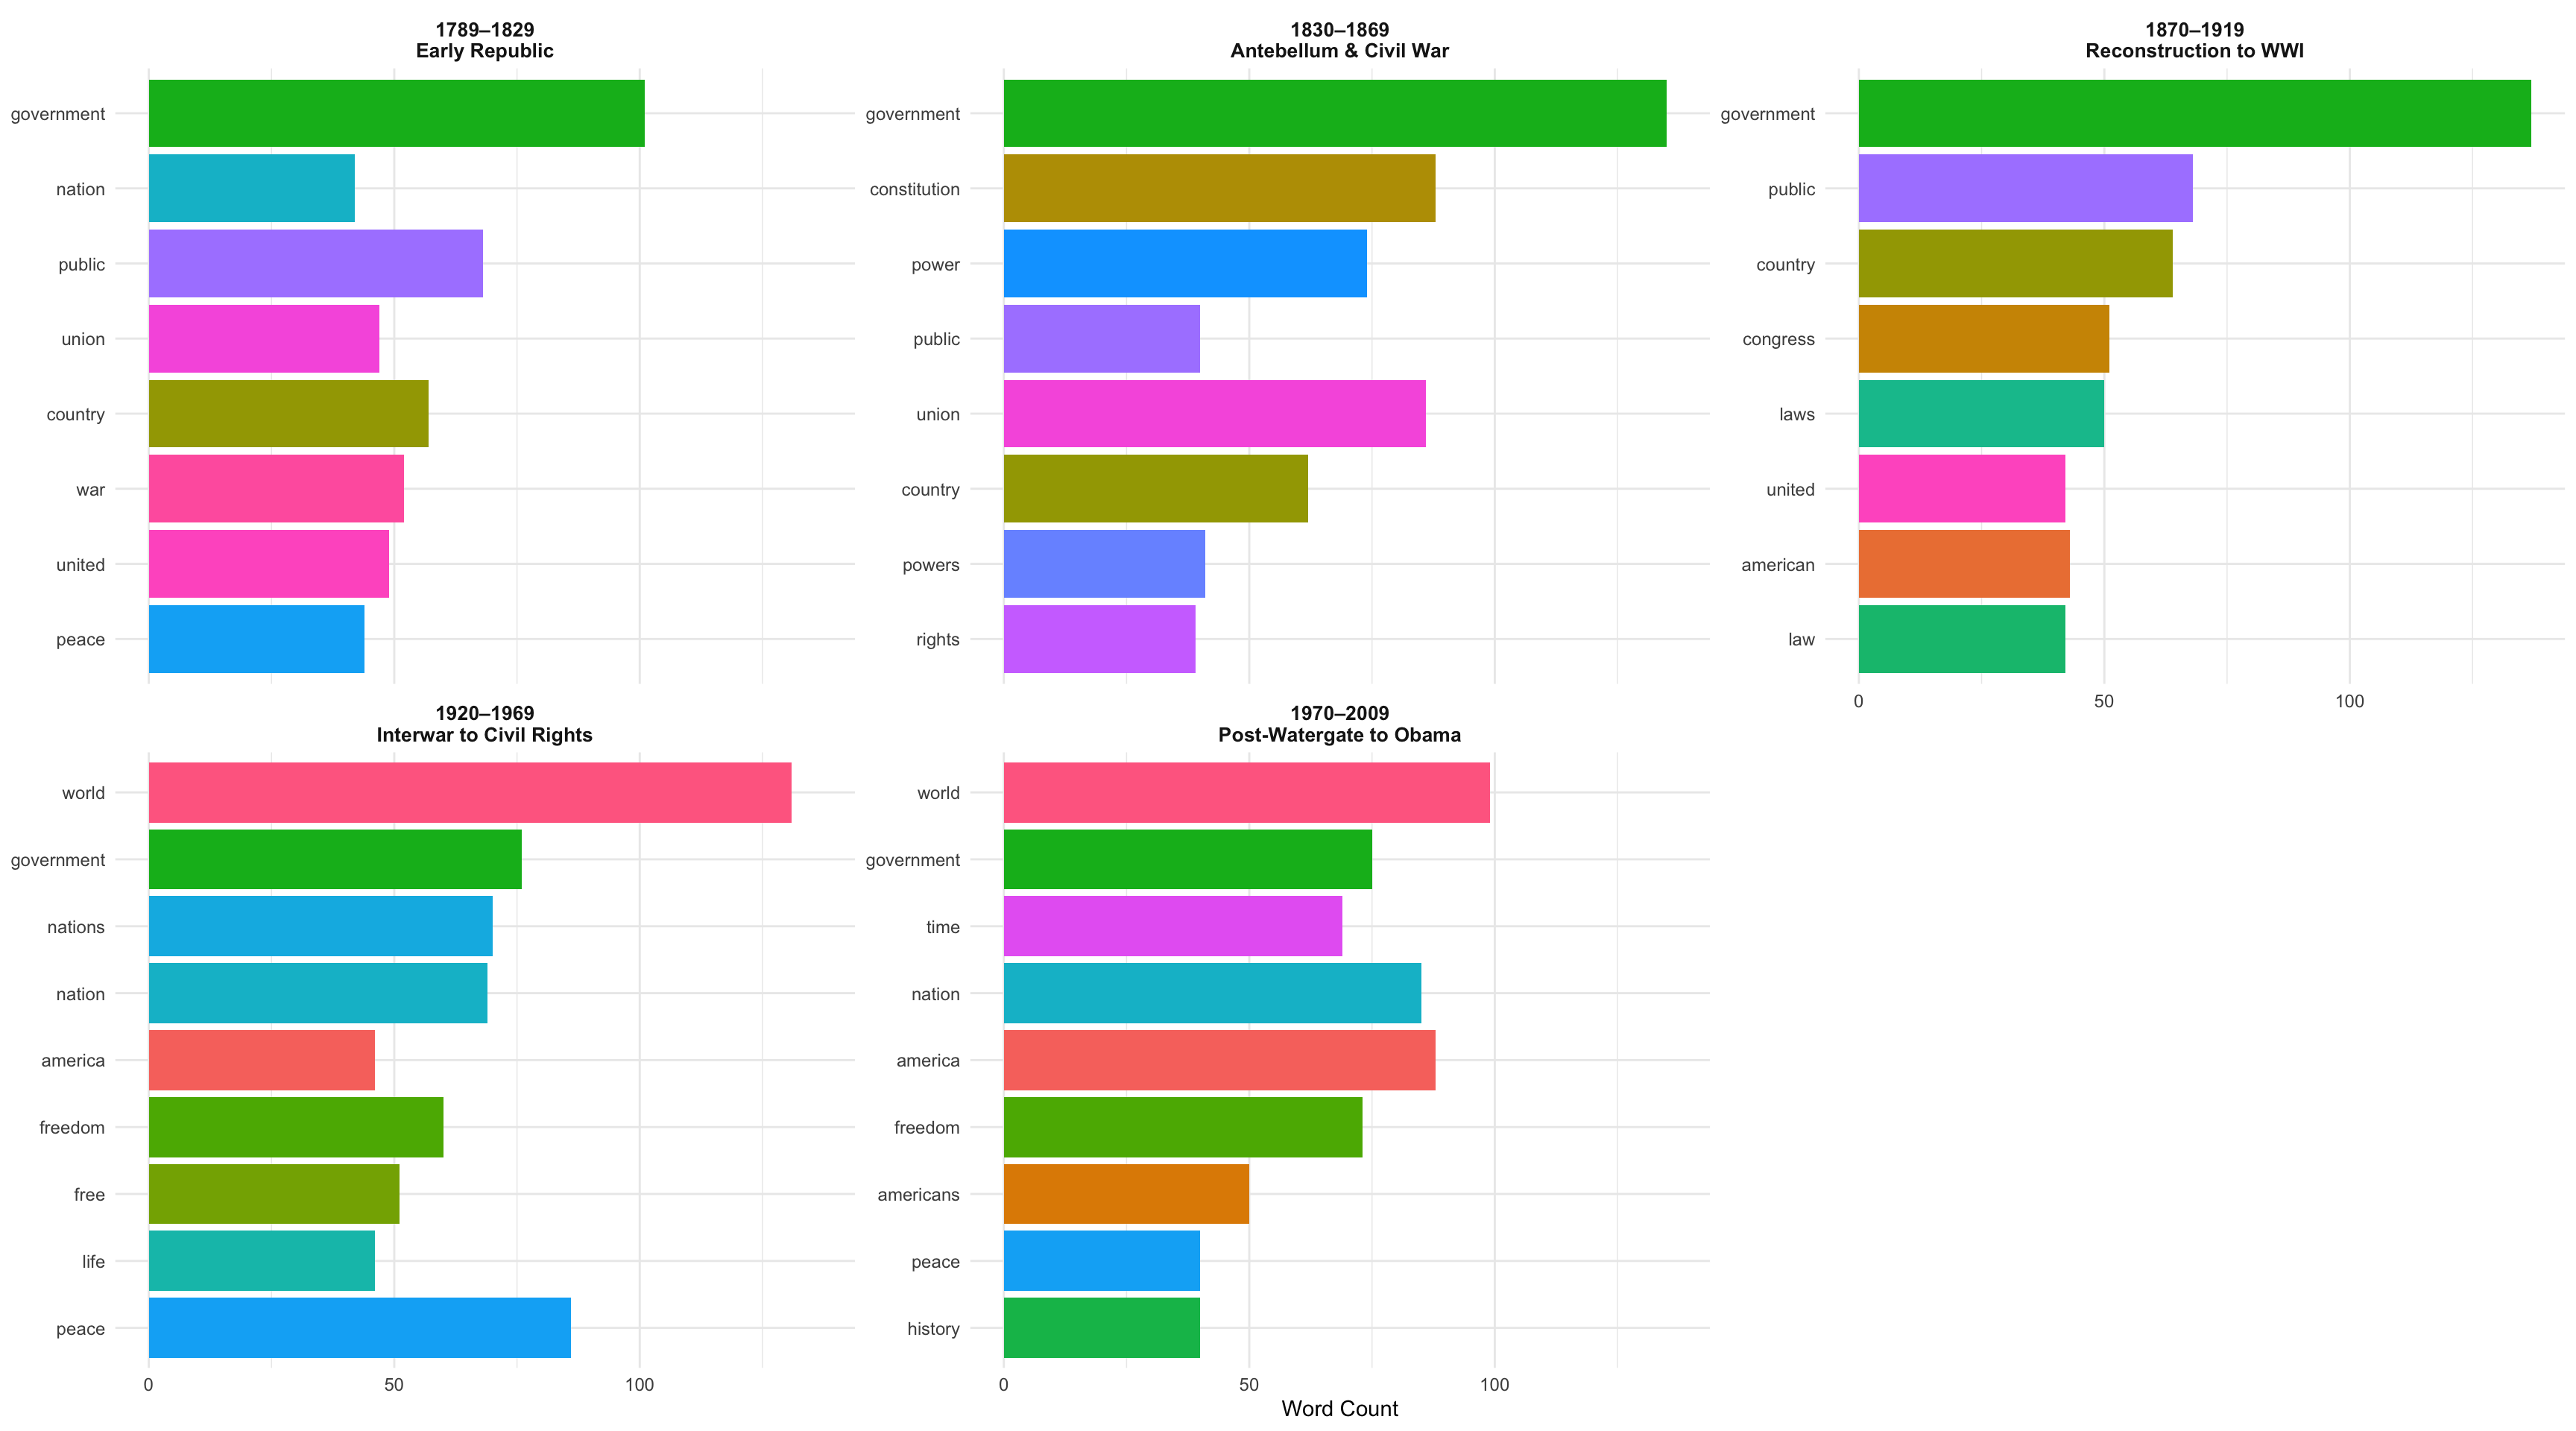 1789–1829
Early Republic
government
nation
public
union
country
war
united
peace
1830–1869
Antebellum & Civil War
government
constitution
power
public
union
country
powers
rights
1870–1919
Reconstruction to WWI
government
public
country
congress
laws
united
american
law
0 50 100
1920–1969
Interwar to Civil Rights
world
government
nations
nation
america
freedom
free
life
peace
0 50 100
1970–2009
Post-Watergate to Obama
world
government
time
nation
america
freedom
americans
peace
history
0 50 100
Word Count